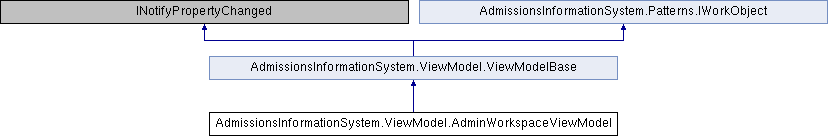 INotifyPropertyChanged
AdmissionsInformationSystem.Patterns.IWorkObject
AdmissionsInformationSystem.ViewModel.ViewModelBase
AdmissionsInformationSystem.ViewModel.AdminWorkspaceViewModel